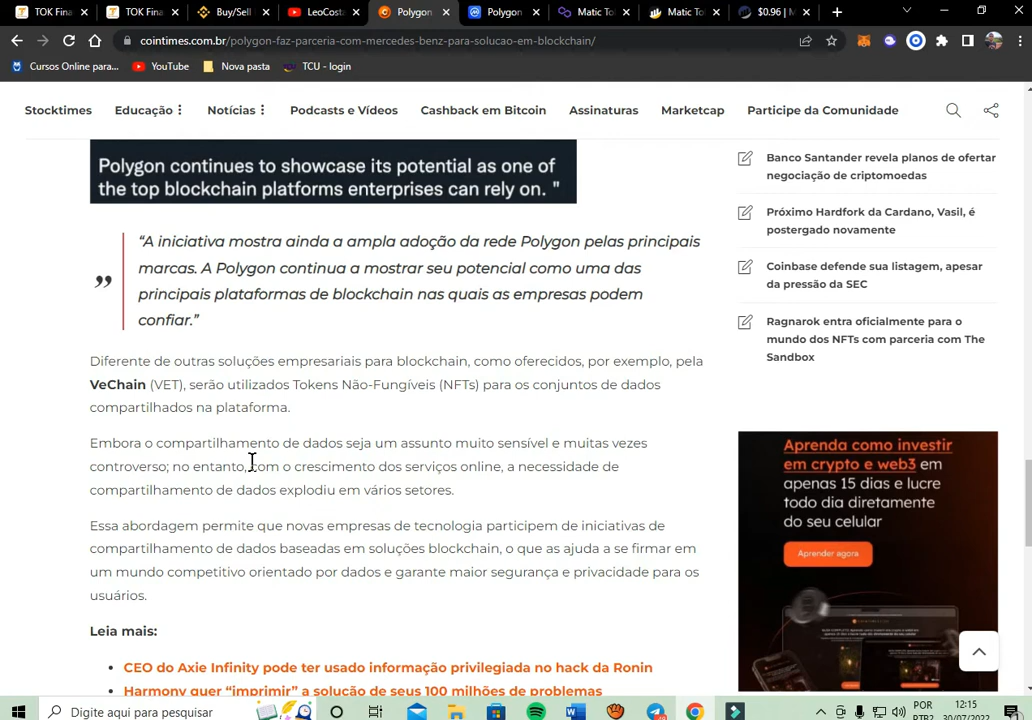 TOK Fina
TOK Fina
Buy/Sell
LeoCosta
Polygon
Polygon
Matic To
Matic To
$0.96 | M
cointimes.com.br/polygon-faz-parceria-com-mercedes-benz-para-solucao-em-blockchain/
Cursos Online para...
YouTube
Nova pasta
TCU - login
Stocktimes
Educação
Notícias
Podcasts e Vídeos
Cashback em Bitcoin
Assinaturas
Marketcap
Participe da Comunidade
Polygon continues to showcase its potential as one of
the top blockchain platforms enterprises can rely on. "
“A iniciativa mostra ainda a ampla adoção da rede Polygon pelas principais
marcas. A Polygon continua a mostrar seu potencial como uma das
principais plataformas de blockchain nas quais as empresas podem
confiar.”
Diferente de outras soluções empresariais para blockchain, como oferecidos, por exemplo, pela
VeChain (VET), serão utilizados Tokens Não-Fungíveis (NFTs) para os conjuntos de dados
compartilhados na plataforma.
Embora o compartilhamento de dados seja um assunto muito sensível e muitas vezes
controverso; no entanto, com o crescimento dos serviços online, a necessidade de
compartilhamento de dados explodiu em vários setores.
Essa abordagem permite que novas empresas de tecnologia participem de iniciativas de
compartilhamento de dados baseadas em soluções blockchain, o que as ajuda a se firmar em
um mundo competitivo orientado por dados e garante maior segurança e privacidade para os
usuários.
Leia mais:
CEO do Axie Infinity pode ter usado informação privilegiada no hack da Ronin
Harmony quer “imprimir” a solução de seus 100 milhões de problemas
Banco Santander revela planos de ofertar
negociação de criptomoedas
Próximo Hardfork da Cardano, Vasil, é
postergado novamente
Coinbase defende sua listagem, apesar
da pressão da SEC
Ragnarok entra oficialmente para o
mundo dos NFTs com parceria com The
Sandbox
Aprenda como investir
em crypto e web3 em
apenas 15 dias e lucre
todo dia diretamente
do seu celular
Aprender agora
Digite aqui para pesquisar
POR
PTB2
12:15
30/07/2022